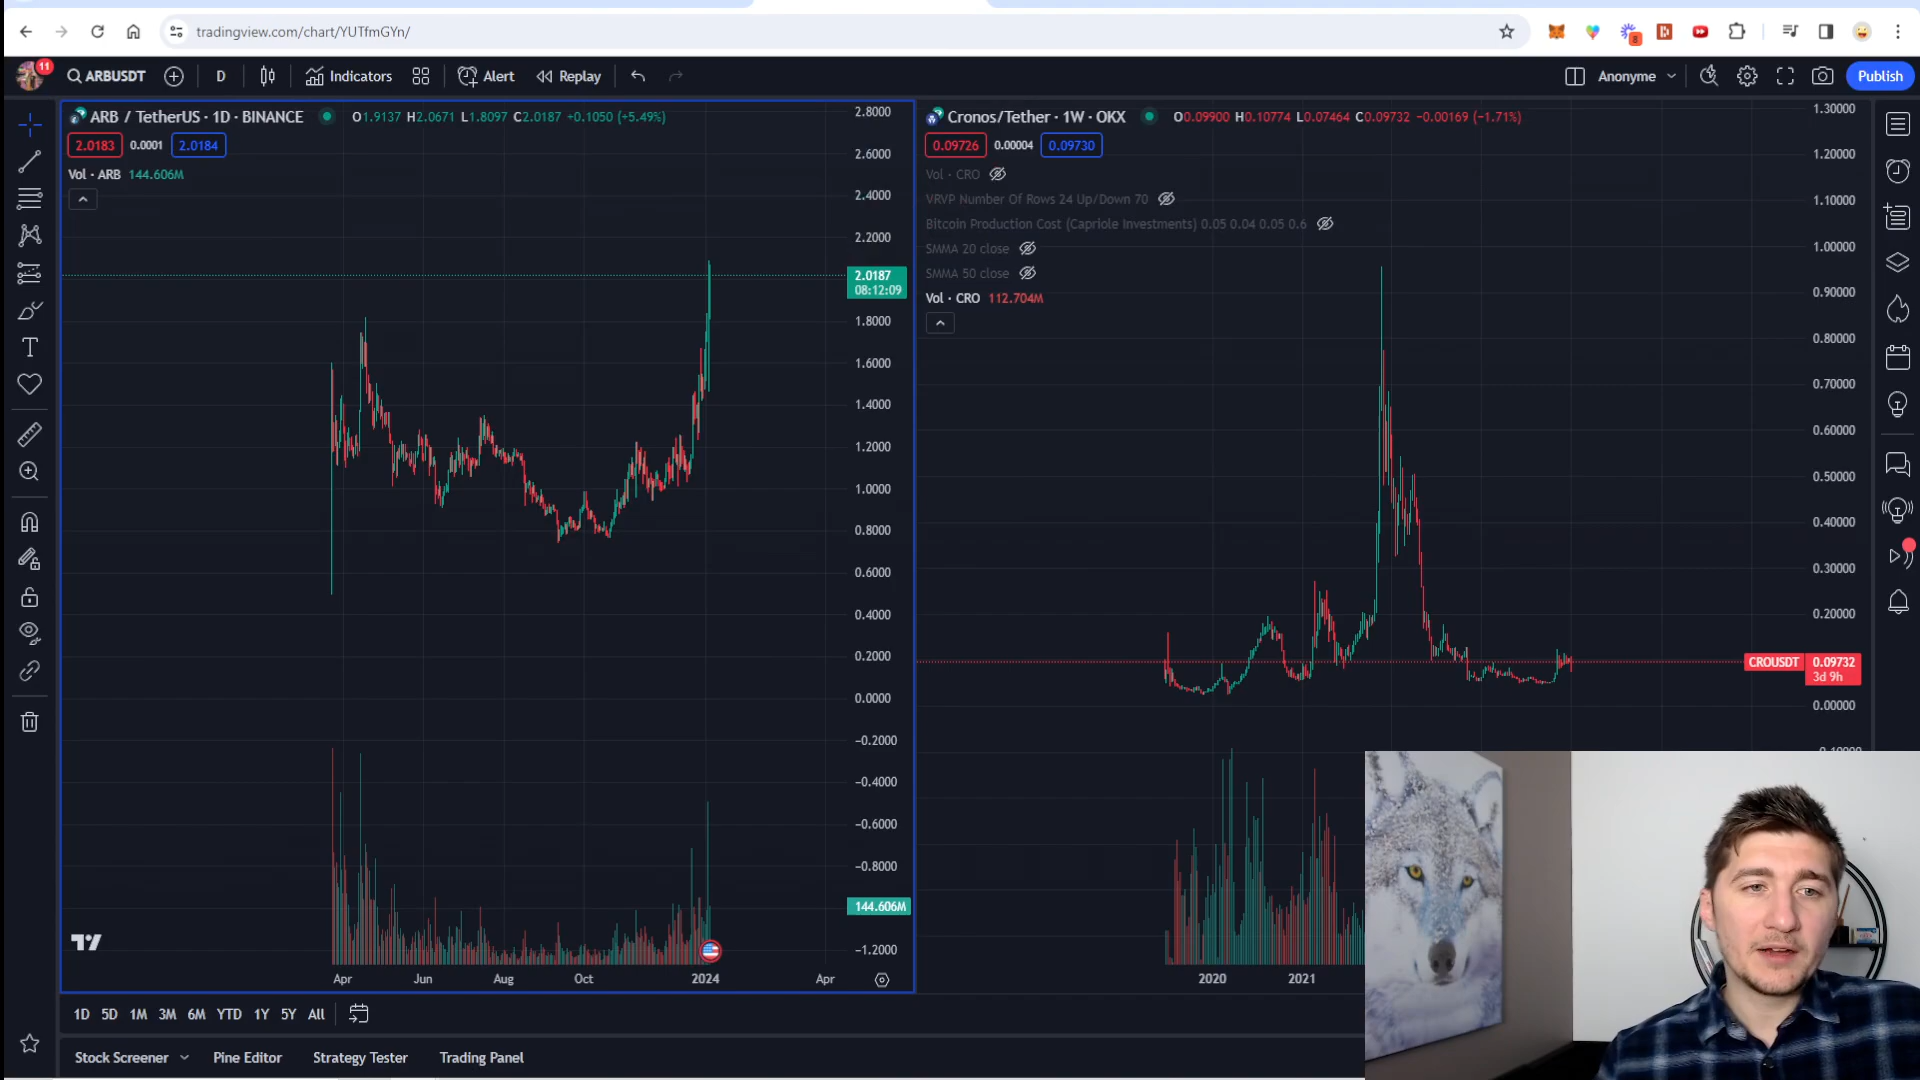 tradingview.com/chart/YUTfmGYn/
8
11
ARBUSDT
D
Indicators
Alert
Replay
Anonyme
Publish
ARB / TetherUS · 1D · BINANCE
O1.9137 H2.0671 L1.8097 C2.0187 +0.1050 (+5.49%)
2.0183
0.0001
2.0184
Vol · ARB 144.606M
2.8000
2.6000
2.4000
2.2000
2.0187
08:12:09
1.8000
1.6000
1.4000
1.2000
1.0000
0.8000
0.6000
0.4000
0.2000
0.0000
−0.2000
−0.4000
−0.6000
−0.8000
144.606M
−1.2000
Apr
Jun
Aug
Oct
2024
Apr
Cronos/Tether · 1W · OKX
O0.09900 H0.10774 L0.07464 C0.09732 −0.00169 (−1.71%)
0.09726
0.00004
0.09730
Vol · CRO
VRVP Number Of Rows 24 Up/Down 70
Bitcoin Production Cost (Capriole Investments) 0.05 0.04 0.05 0.6
SMMA 20 close
SMMA 50 close
Vol · CRO 112.704M
1.30000
1.20000
1.10000
1.00000
0.90000
0.80000
0.70000
0.60000
0.50000
0.40000
0.30000
0.20000
CROUSDT
0.09732
3d 9h
0.00000
2020
2021
1D
5D
1M
3M
6M
YTD
1Y
5Y
All
Stock Screener
Pine Editor
Strategy Tester
Trading Panel